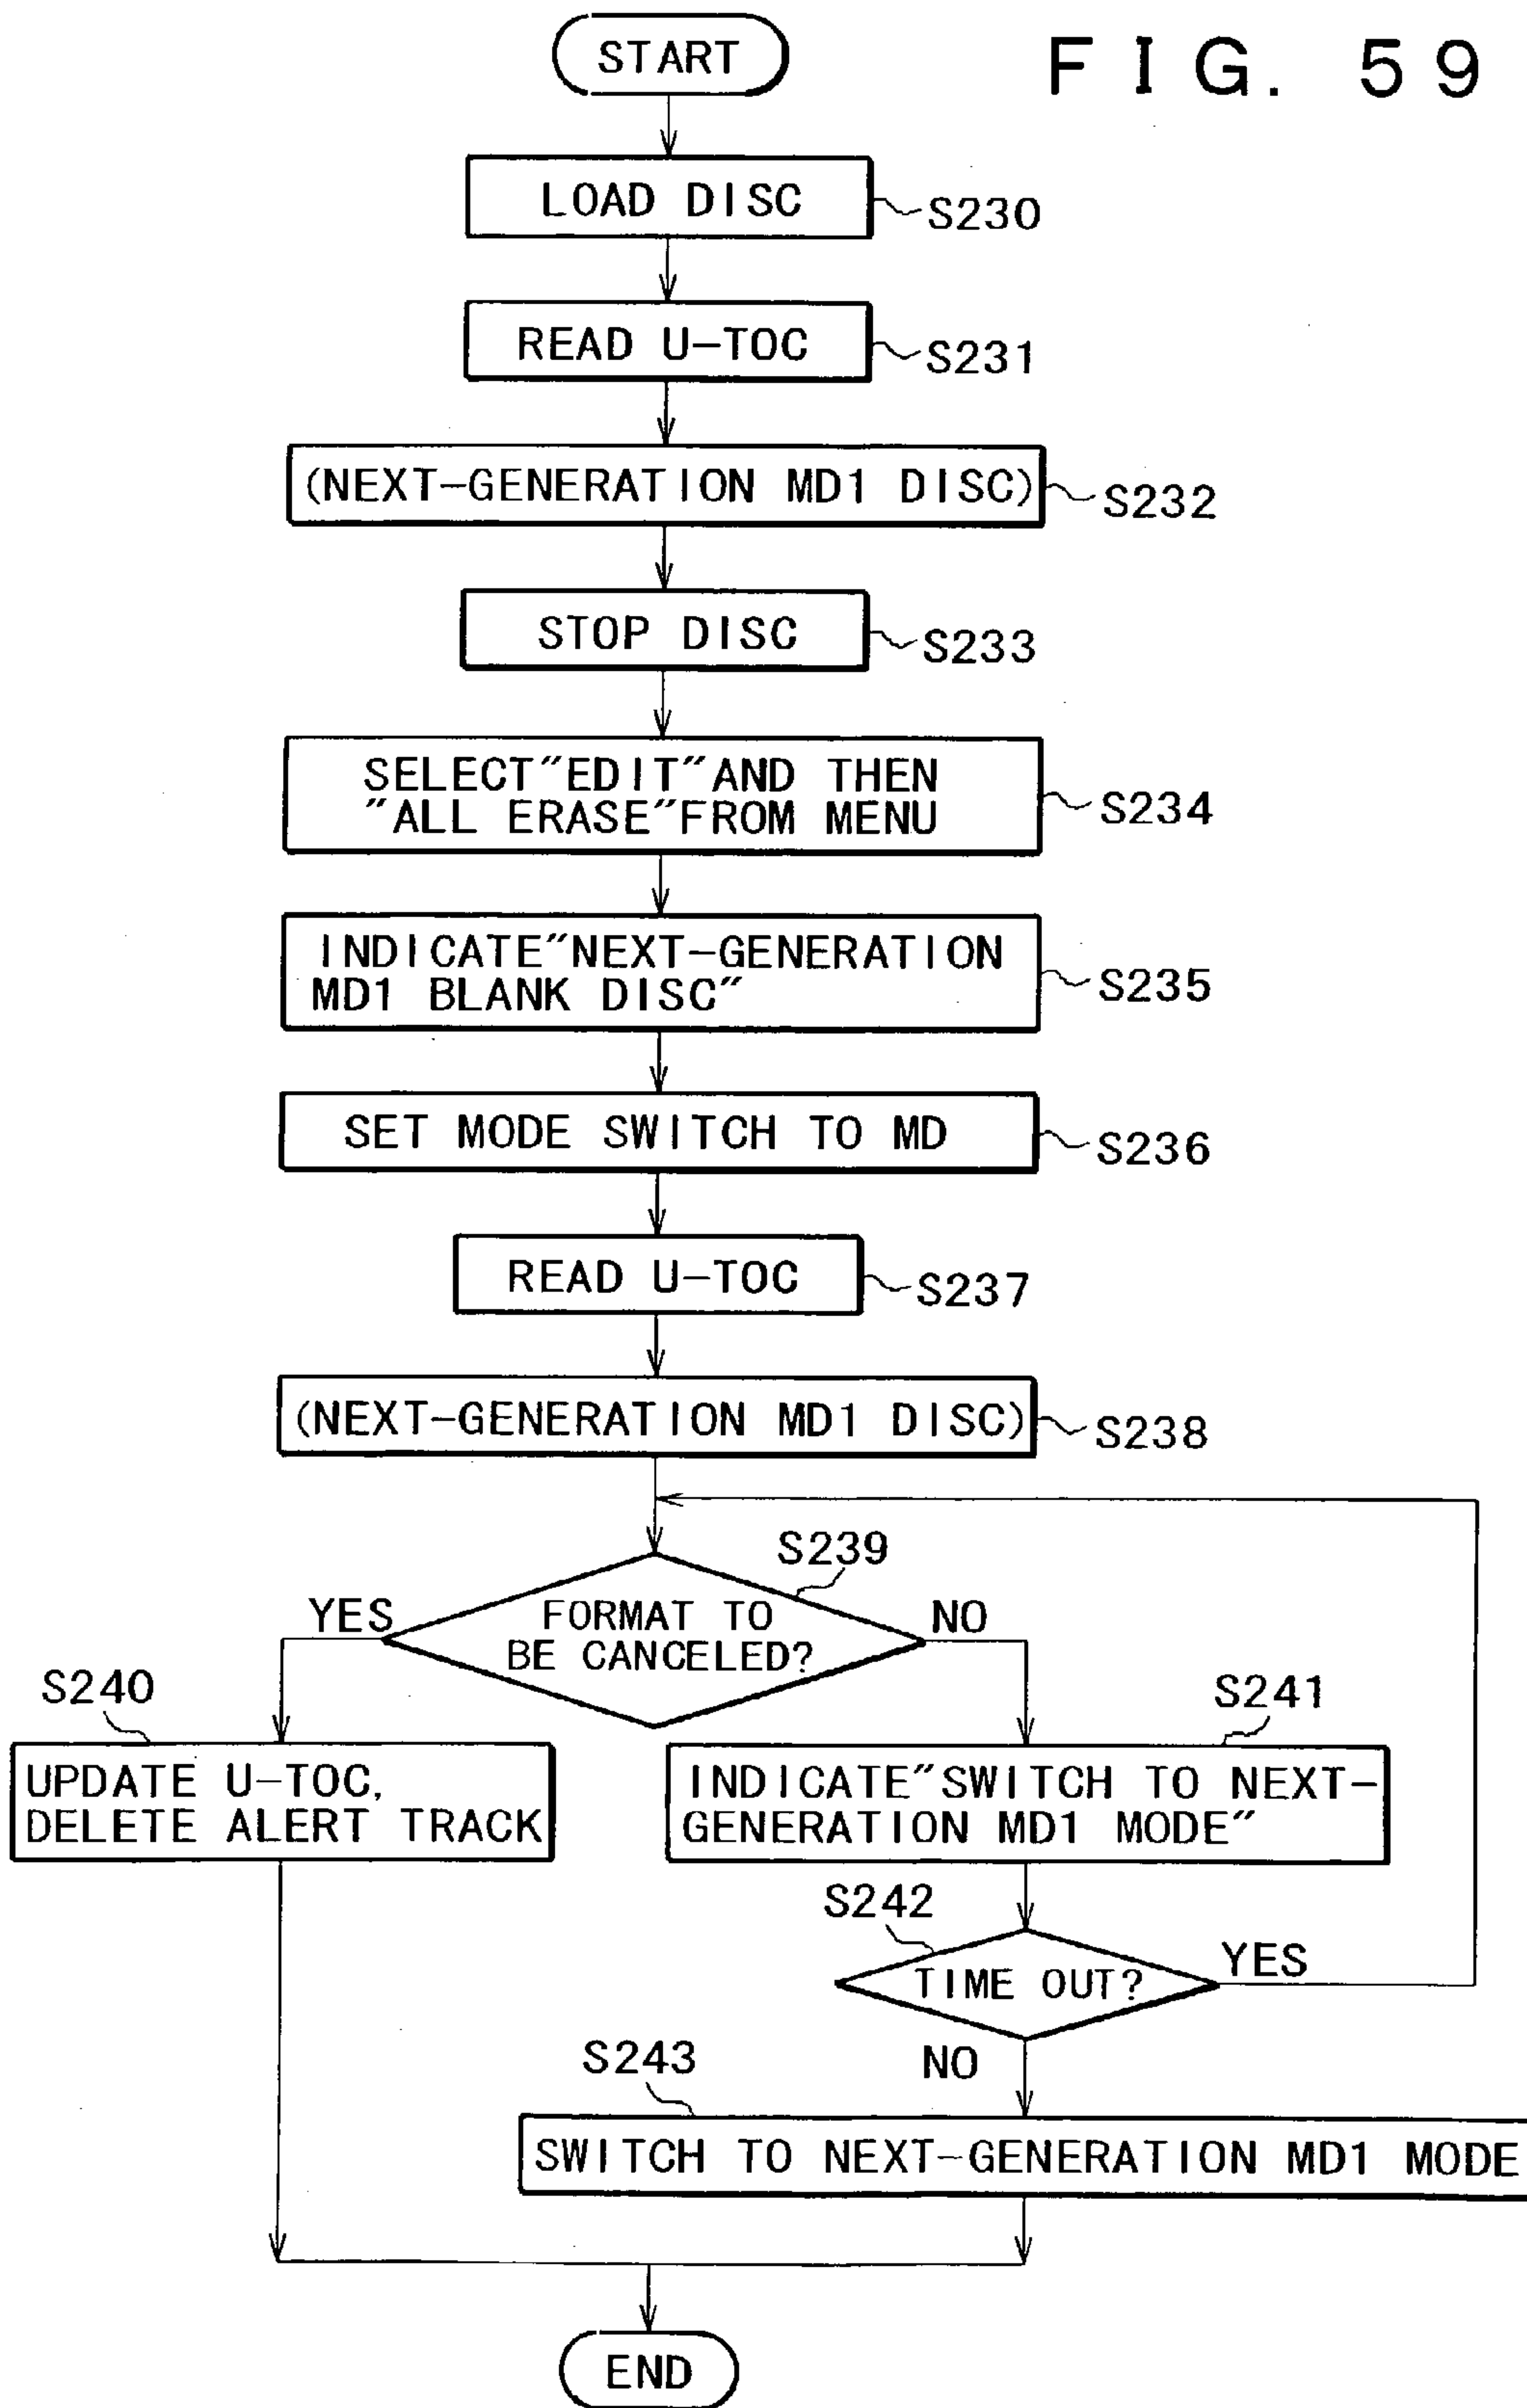 FIG. 59
START
LOAD DISC
S230
READ U-TOC
S231
(NEXT-GENERATION MD1 DISC)
S232
STOP DISC
S233
SELECT"EDIT"AND THEN
"ALL ERASE"FROM MENU
S234
INDICATE"NEXT-GENERATION
MD1 BLANK DISC"
S235
SET MODE SWITCH TO MD
S236
READ U-TOC
S237
(NEXT-GENERATION MD1 DISC)
S238
S239
FORMAT TO
BE CANCELED?
YES
NO
S240
UPDATE U-TOC,
DELETE ALERT TRACK
S241
INDICATE"SWITCH TO NEXT-
GENERATION MD1 MODE"
S242
TIME OUT?
YES
NO
S243
SWITCH TO NEXT-GENERATION MD1 MODE
END